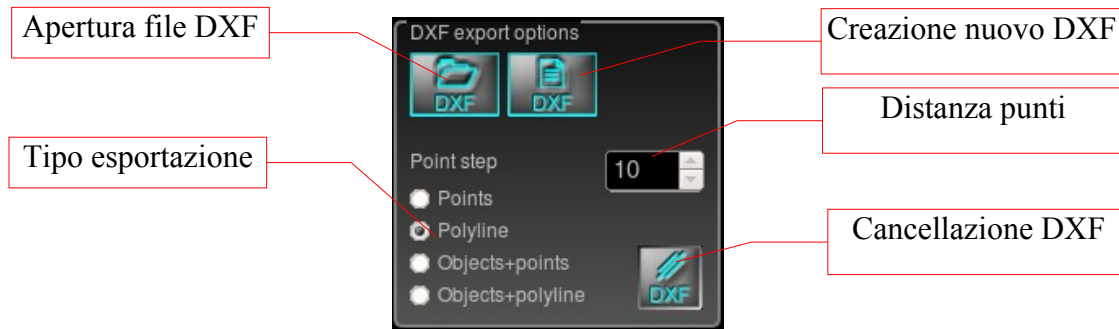 Apertura file DXF
DXF export options
Creazione nuovo DXF
DXF
DXF
Distanza punti
Tipo esportazione
Point step
10
Points
Polyline
Cancellazione DXF
Objects+points
Objects+polyline
DXF